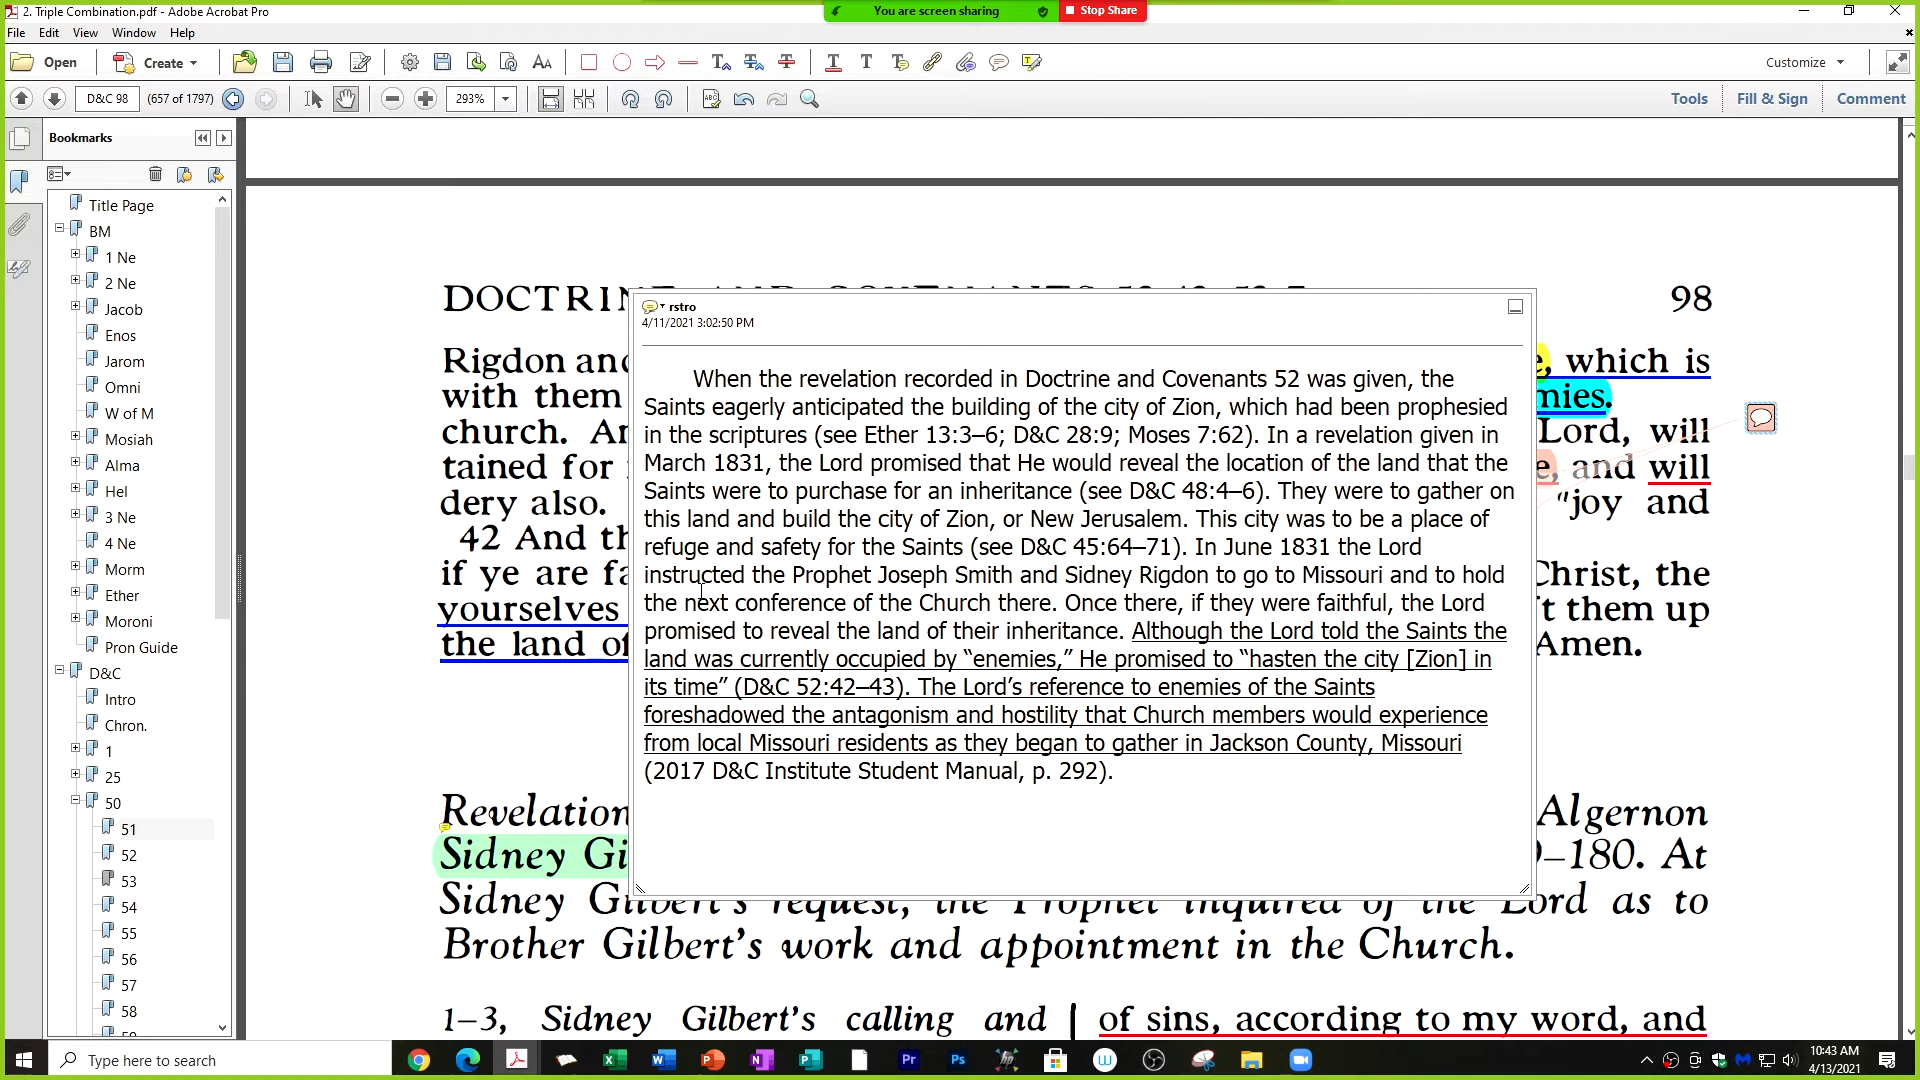 2. Triple Combination.pdf - Adobe Acrobat Pro
You are screen sharing
Stop Share
File Edit View Window Help
Open Create Customize
D&C 98 (657 of 1797) 293% Tools Fill & Sign Comment
Bookmarks
Title Page
BM
1 Ne
2 Ne
Jacob
Enos
Jarom
Omni
W of M
Mosiah
Alma
Hel
3 Ne
4 Ne
Morm
Ether
Moroni
Pron Guide
D&C
Intro
Chron.
1
25
50
51
52
53
54
55
56
57
58
98
Rigdon and
with them
church.
tained for
dery also.
42 And
if ye are
yourselves
the land of
rstro
4/11/2021 3:02:50 PM
When the revelation recorded in Doctrine and Covenants 52 was given, the
Saints eagerly anticipated the building of the city of Zion, which had been prophesied
in the scriptures (see Ether 13:3–6; D&C 28:9; Moses 7:62). In a revelation given in
March 1831, the Lord promised that He would reveal the location of the land that the
Saints were to purchase for an inheritance (see D&C 48:4–6). They were to gather on
this land and build the city of Zion, or New Jerusalem. This city was to be a place of
refuge and safety for the Saints (see D&C 45:64–71). In June 1831 the Lord
instructed the Prophet Joseph Smith and Sidney Rigdon to go to Missouri and to hold
the next conference of the Church there. Once there, if they were faithful, the Lord
promised to reveal the land of their inheritance. Although the Lord told the Saints the
land was currently occupied by “enemies,” He promised to “hasten the city [Zion] in
its time” (D&C 52:42–43). The Lord’s reference to enemies of the Saints
foreshadowed the antagonism and hostility that Church members would experience
from local Missouri residents as they began to gather in Jackson County, Missouri
(2017 D&C Institute Student Manual, p. 292).
which is
mies.
Lord, will
and will
“joy and
Christ, the
them up
Amen.
Revelation Algernon
Sidney –180. At
Sidney Gilbert’s request, the Prophet inquired of the Lord as to
Brother Gilbert’s work and appointment in the Church.
1–3, Sidney Gilbert’s calling and
of sins, according to my word, and
Type here to search
10:43 AM
4/13/2021